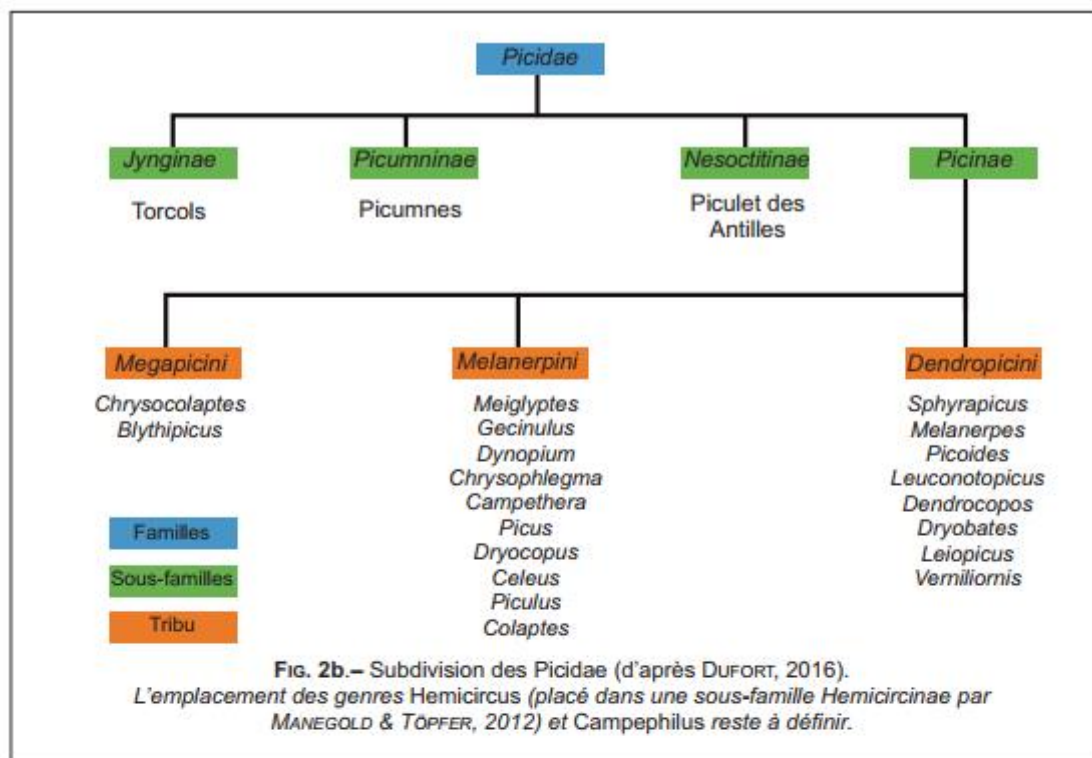 Picidae
Jynginae
Picumninae
Nesoctitinae
Picinae
Torcols
Picumnes
Piculet des
Antilles
Megapicini
Melanerpini
Dendropicini
Chrysocolaptes
Blythipicus
Meiglyptes
Gecinulus
Dynopium
Chrysophlegma
Campethera
Picus
Dryocopus
Celeus
Piculus
Colaptes
Sphyrapicus
Melanerpes
Picoides
Leuconotopicus
Dendrocopos
Dryobates
Leiopicus
Verniliornis
Familles
Sous-familles
Tribu
FIG. 2b.– Subdivision des Picidae (d'après DUFORT, 2016).
L'emplacement des genres Hemicircus (placé dans une sous-famille Hemicircinae par
MANEGOLD & TÖPFER, 2012) et Campephilus reste à définir.